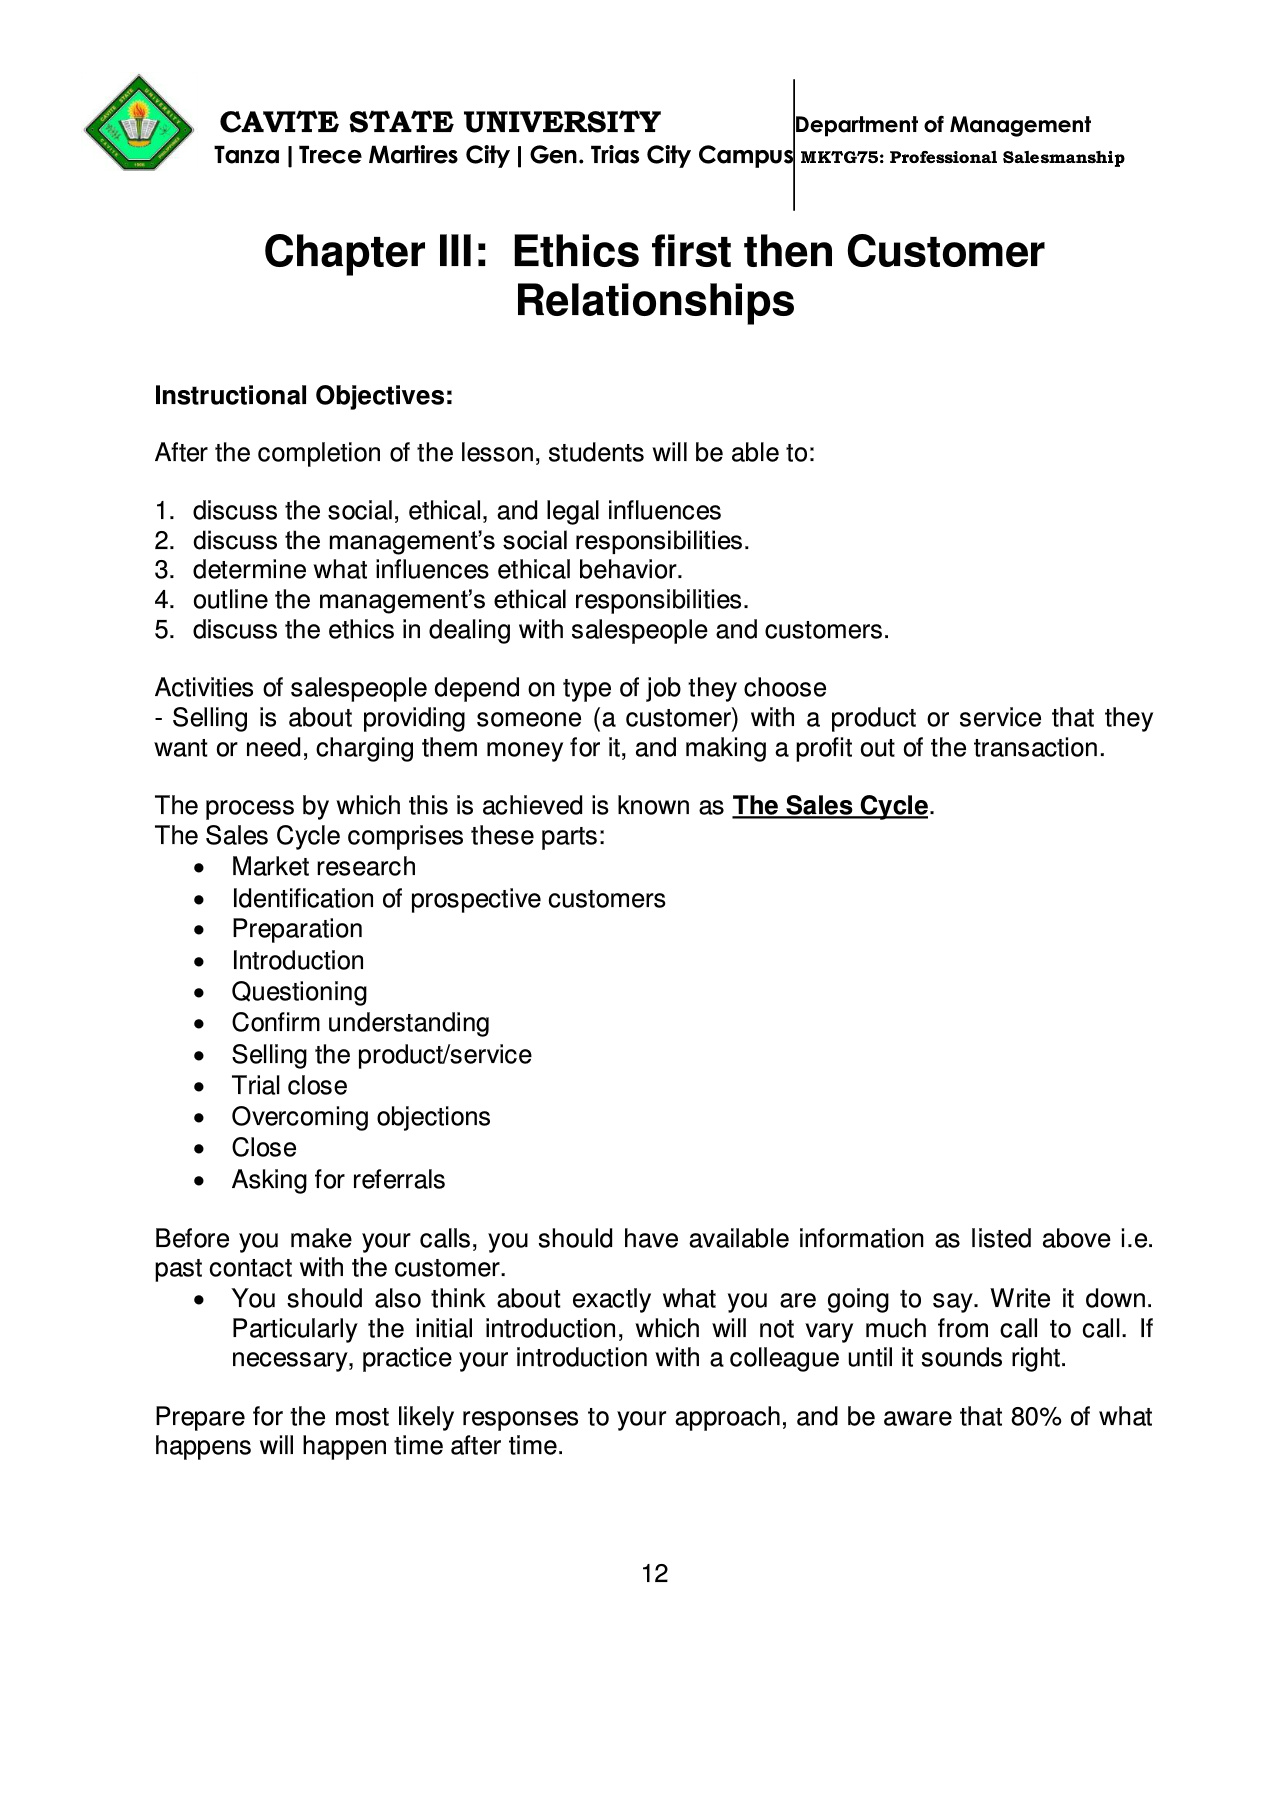 CAVITE STATE UNIVERSITY
Tanza | Trece Martires City | Gen. Trias City Campus
Department of Management
MKTG75: Professional Salesmanship
Chapter III:  Ethics first then Customer
Relationships
Instructional Objectives:
After the completion of the lesson, students will be able to:
1. discuss the social, ethical, and legal influences
2. discuss the management’s social responsibilities.
3. determine what influences ethical behavior.
4. outline the management’s ethical responsibilities.
5. discuss the ethics in dealing with salespeople and customers.
Activities of salespeople depend on type of job they choose
- Selling is about providing someone (a customer) with a product or service that they
want or need, charging them money for it, and making a profit out of the transaction.
The process by which this is achieved is known as The Sales Cycle.
The Sales Cycle comprises these parts:
• Market research
• Identification of prospective customers
• Preparation
• Introduction
• Questioning
• Confirm understanding
• Selling the product/service
• Trial close
• Overcoming objections
• Close
• Asking for referrals
Before you make your calls, you should have available information as listed above i.e.
past contact with the customer.
• You should also think about exactly what you are going to say. Write it down.
Particularly the initial introduction, which will not vary much from call to call. If
necessary, practice your introduction with a colleague until it sounds right.
Prepare for the most likely responses to your approach, and be aware that 80% of what
happens will happen time after time.
12